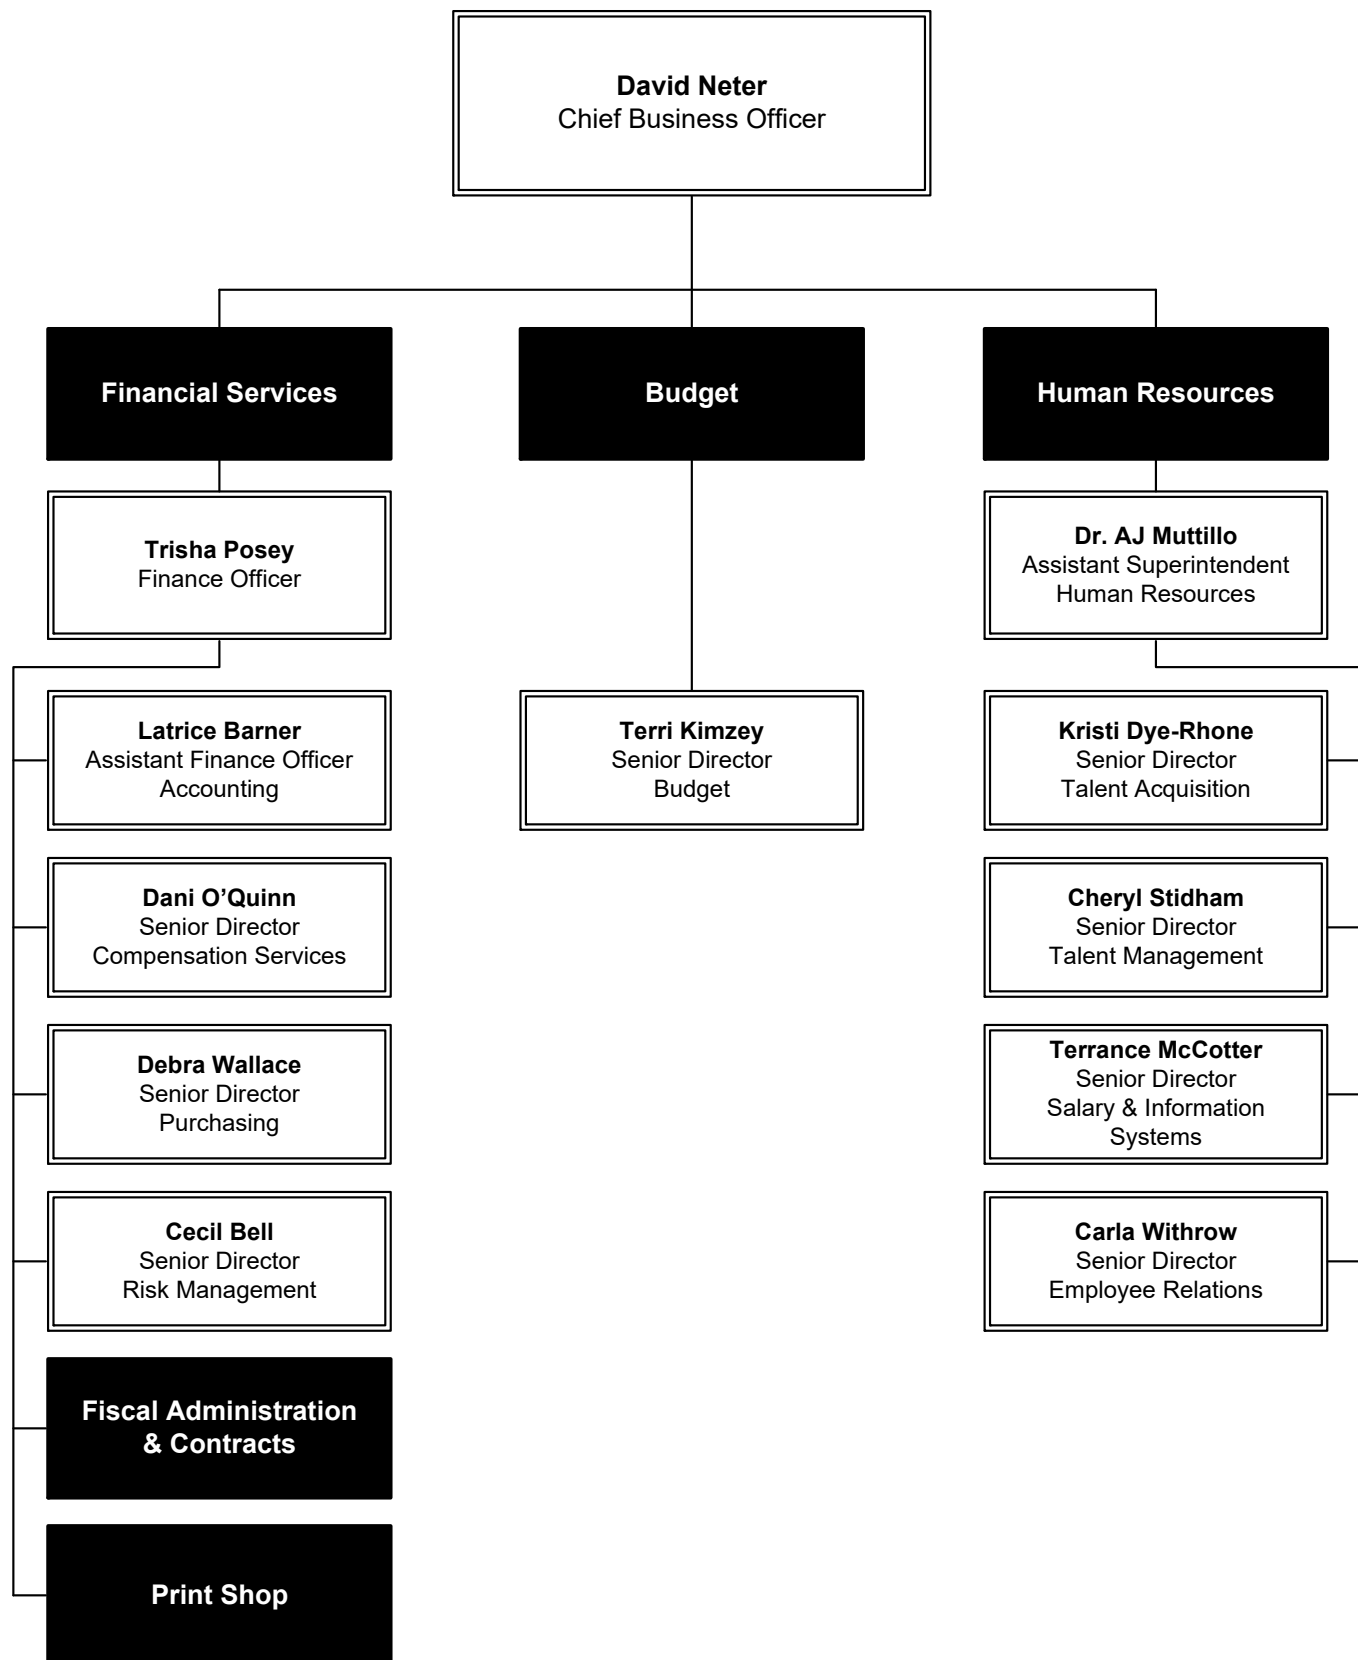 David Neter
Chief Business Officer
Financial Services
Budget
Human Resources
Trisha Posey
Finance Officer
Dr. AJ Muttillo
Assistant Superintendent
Human Resources
Latrice Barner
Assistant Finance Officer
Accounting
Terri Kimzey
Senior Director
Budget
Kristi Dye-Rhone
Senior Director
Talent Acquisition
Dani O’Quinn
Senior Director
Compensation Services
Cheryl Stidham
Senior Director
Talent Management
Debra Wallace
Senior Director
Purchasing
Terrance McCotter
Senior Director
Salary & Information
Systems
Cecil Bell
Senior Director
Risk Management
Carla Withrow
Senior Director
Employee Relations
Fiscal Administration
& Contracts
Print Shop